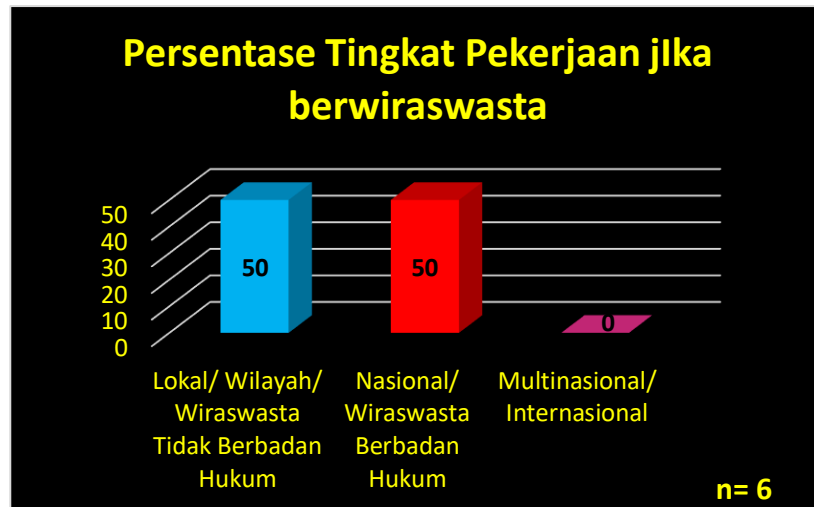 Persentase Tingkat Pekerjaan jIka
berwiraswasta
50
40
30
20
10
0
50
50
0
Lokal/ Wilayah/
Wiraswasta
Tidak Berbadan
Hukum
Nasional/
Wiraswasta
Berbadan
Hukum
Multinasional/
Internasional
n= 6